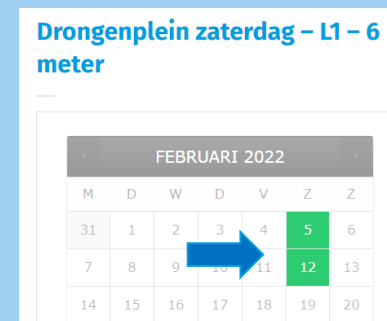 Drongenplein zaterdag – L1 – 6
meter
FEBRUARI 2022
M D W D V Z Z
31 1 2 3 4 5 6
7 8 9 10 11 12 13
14 15 16 17 18 19 20